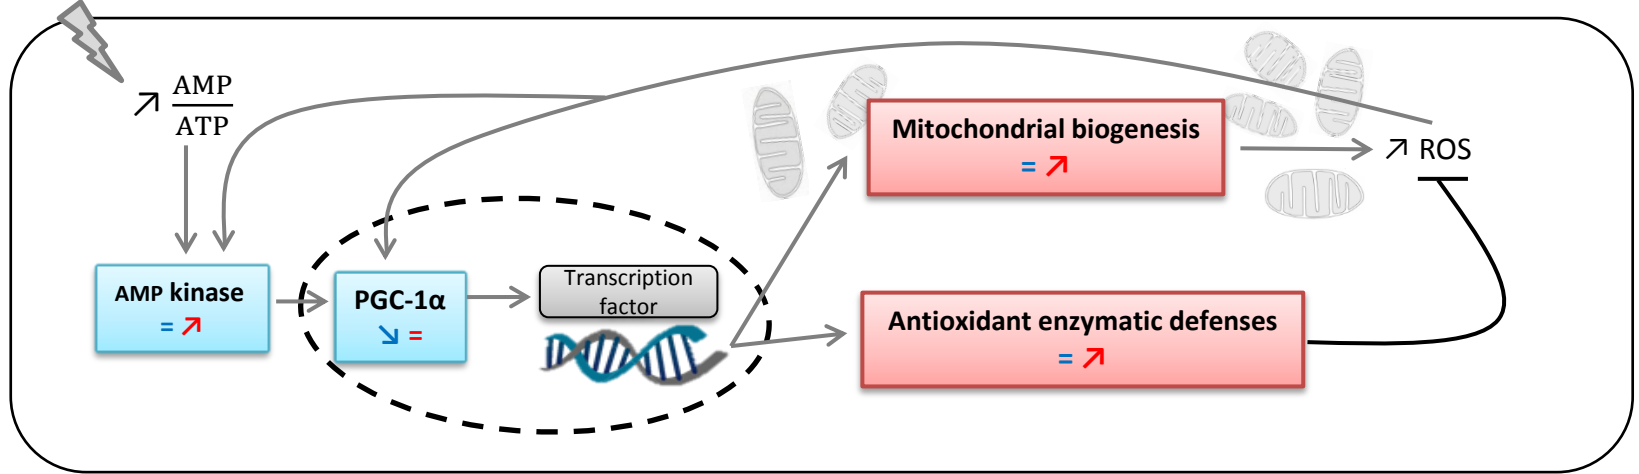 ↗ AMP
ATP
Mitochondrial biogenesis
= ↗
↗ ROS
AMP kinase
= ↗
PGC-1α
↘ =
Transcription
factor
Antioxidant enzymatic defenses
= ↗